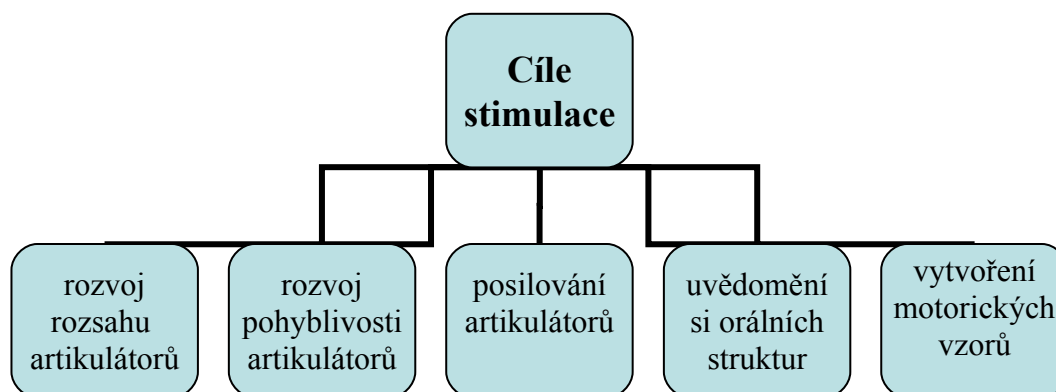 Cíle
stimulace
rozvoj
rozsahu
artikulátorů
rozvoj
pohyblivosti
artikulátorů
posilování
artikulátorů
uvědomění
si orálních
struktur
vytvoření
motorických
vzorů